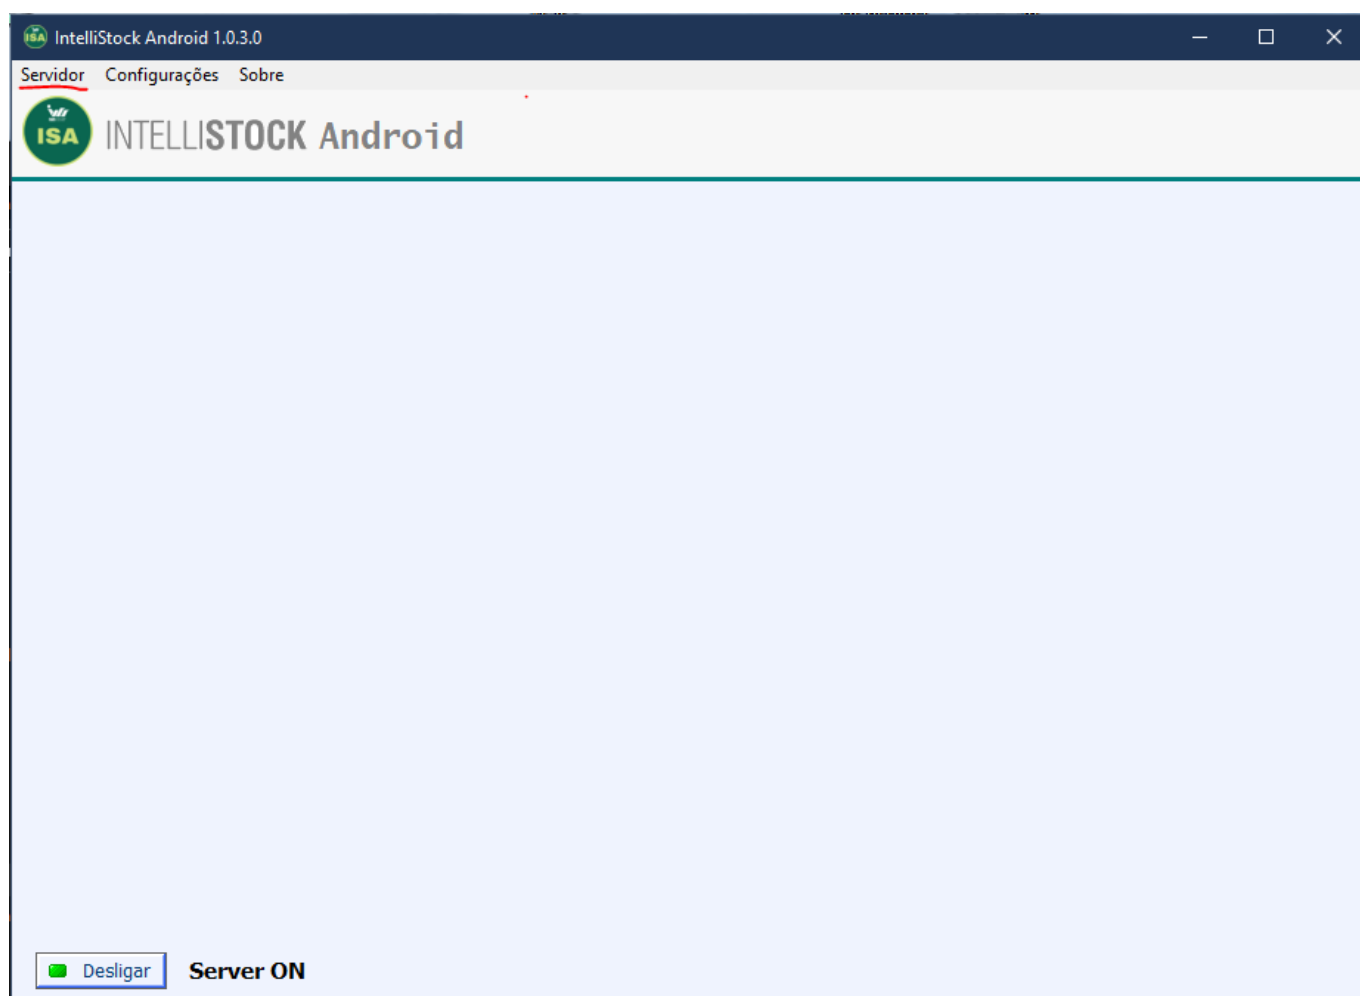 IntelliStock Android 1.0.3.0
Servidor Configurações Sobre
ISA INTELLISTOCK Android
Desligar Server ON